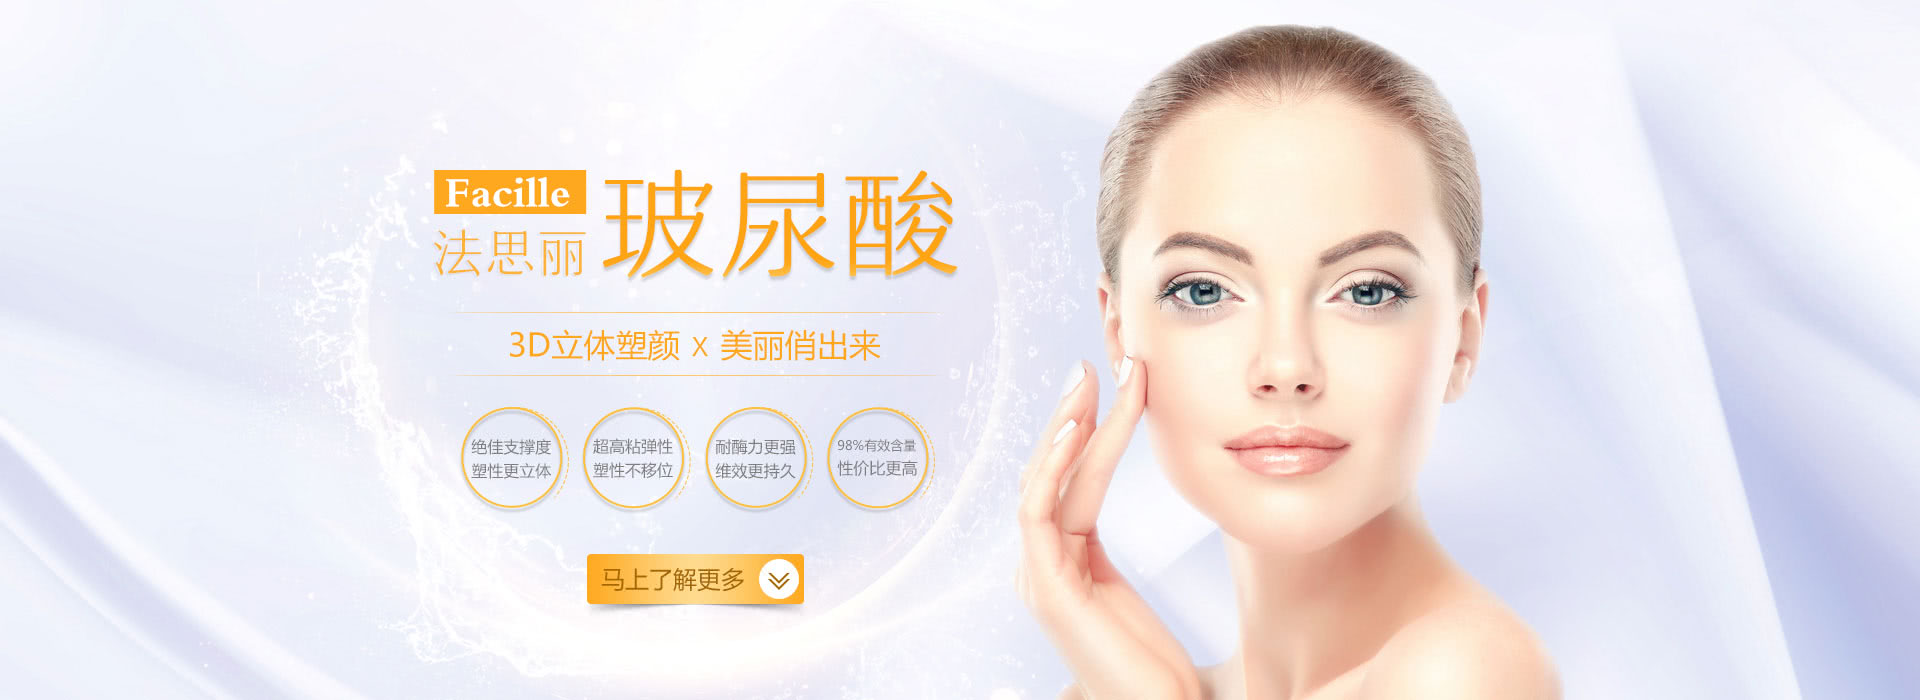 Facille
法思丽
玻尿酸
3D立体塑颜 x 美丽俏出来
绝佳支撑度
塑性更立体
超高粘弹性
塑性不移位
耐酶力更强
维效更持久
98%有效含量
性价比更高
马上了解更多